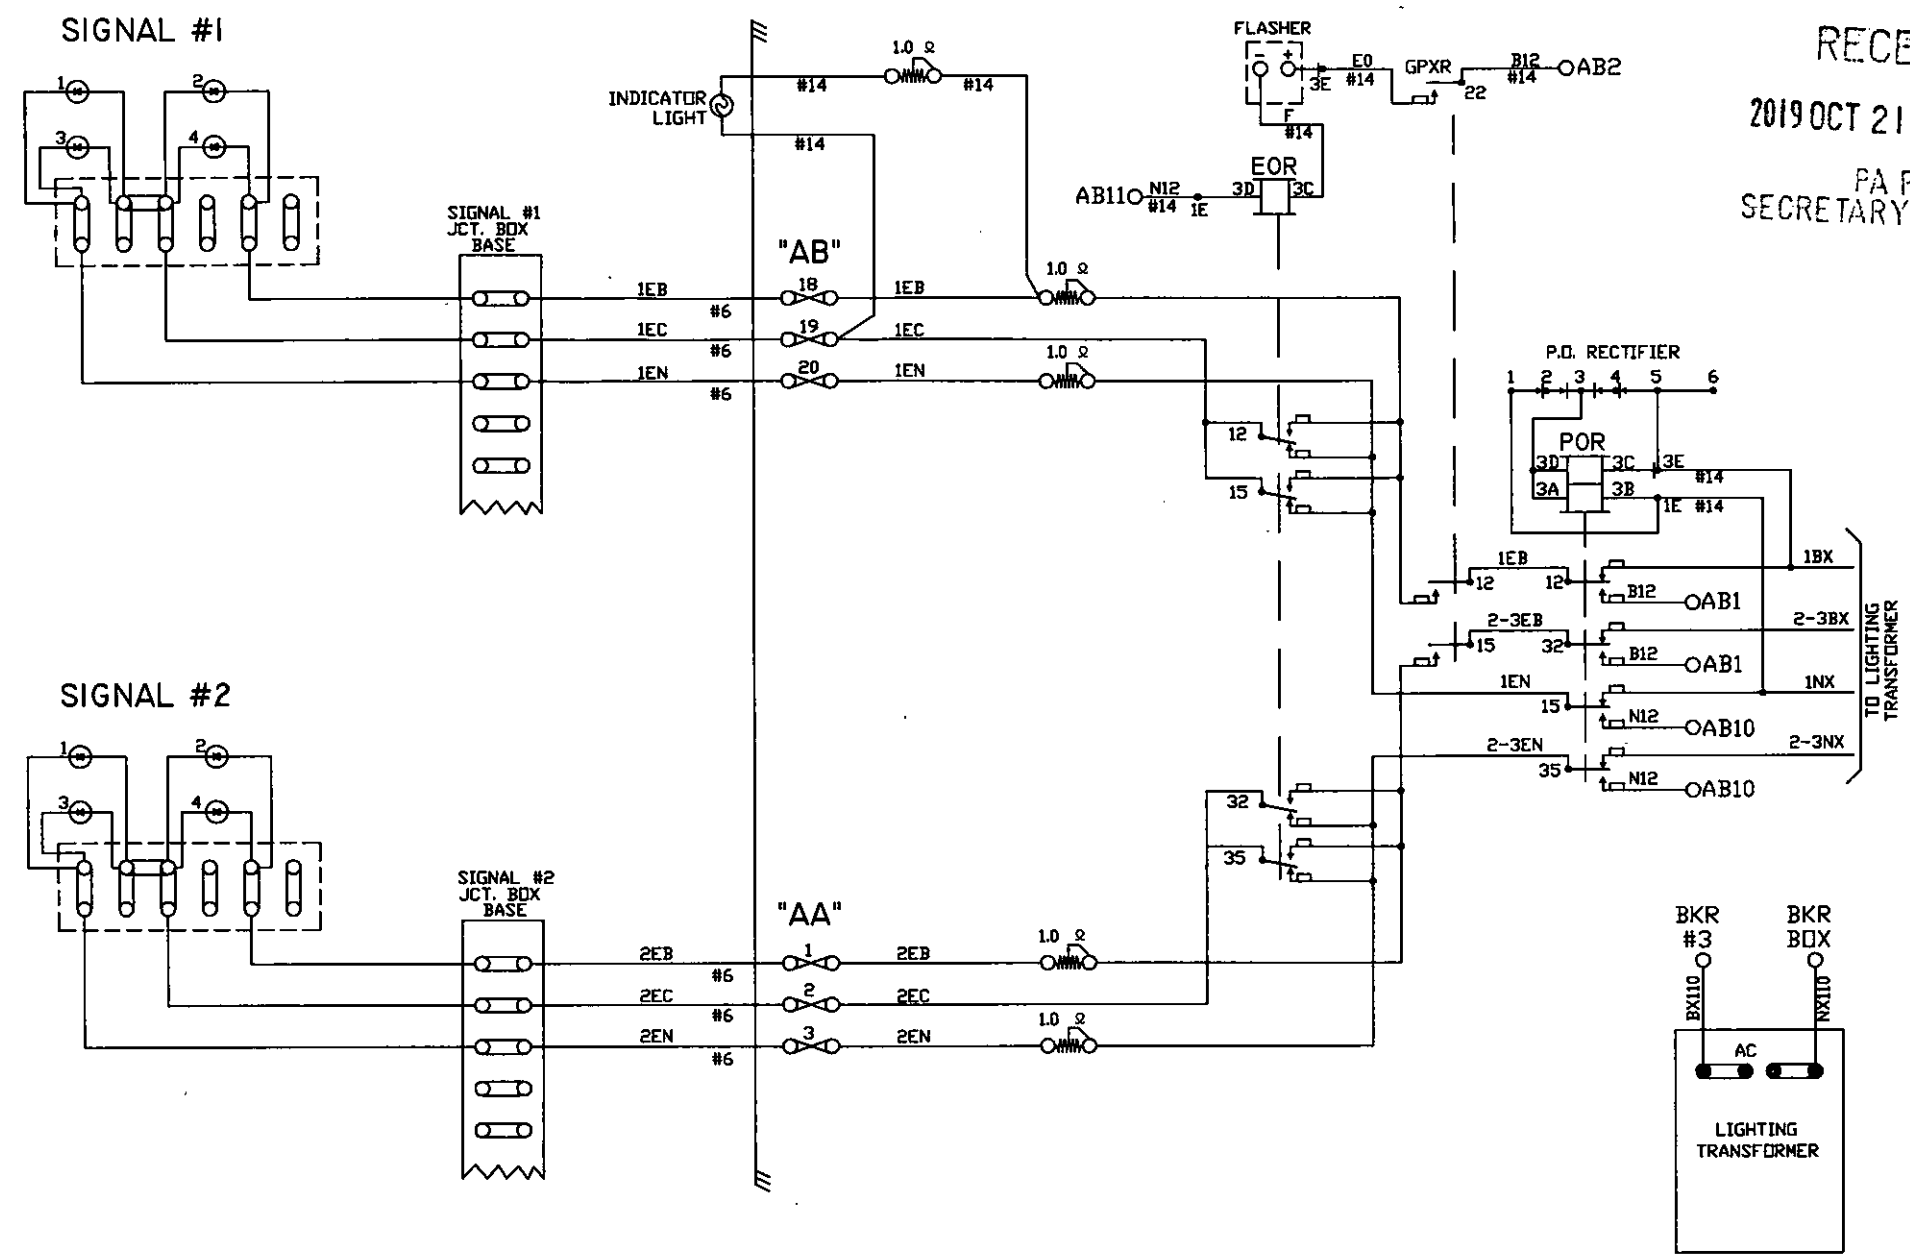 SIGNAL #1
1
2
3
4
SIGNAL #1
JCT. BOX
BASE
INDICATOR
LIGHT
1.0 Ω
#14
#14
#14
"AB"
1EB
#6
18
1EB
1.0 Ω
1EC
#6
19
1EC
1EN
#6
20
1EN
1.0 Ω
FLASHER
- +
3E
E0
#14
GPXR
22
B12
#14
AB2
F
#14
EOR
AB11
N12
#14
1E
3D
3C
RECE
2019 OCT 21
PA P
SECRETARY
P.O. RECTIFIER
1 2 3 4 5 6
POR
3D
3C
3E
#14
3A
3B
1E #14
12
15
1EB
12
12
1BX
B12
AB1
2-3EB
15
32
2-3BX
B12
AB1
1EN
15
1NX
N12
AB10
2-3EN
35
2-3NX
N12
AB10
TO LIGHTING
TRANSFORMER
32
35
SIGNAL #2
1
2
3
4
SIGNAL #2
JCT. BOX
BASE
"AA"
2EB
#6
1
2EB
1.0 Ω
2EC
#6
2
2EC
2EN
#6
3
2EN
1.0 Ω
BKR
#3
BKR
BOX
BX110
NX110
AC
LIGHTING
TRANSFORMER